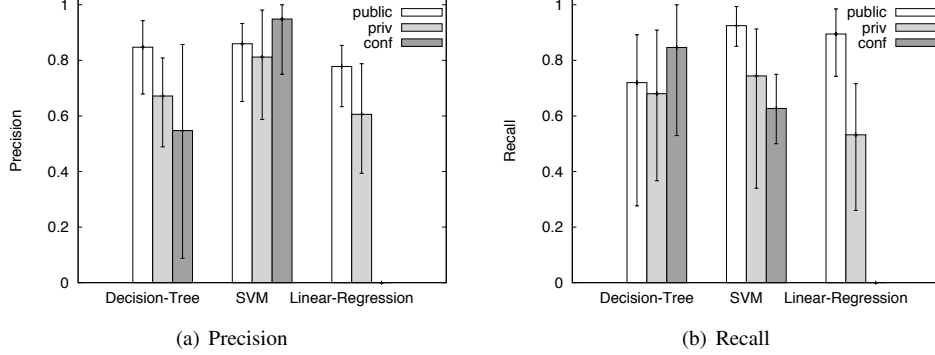 1
0.8
0.6
0.4
0.2
0
Precision
public
priv
conf
Decision-Tree SVM Linear-Regression
(a) Precision
1
0.8
0.6
0.4
0.2
0
Recall
public
priv
conf
Decision-Tree SVM Linear-Regression
(b) Recall